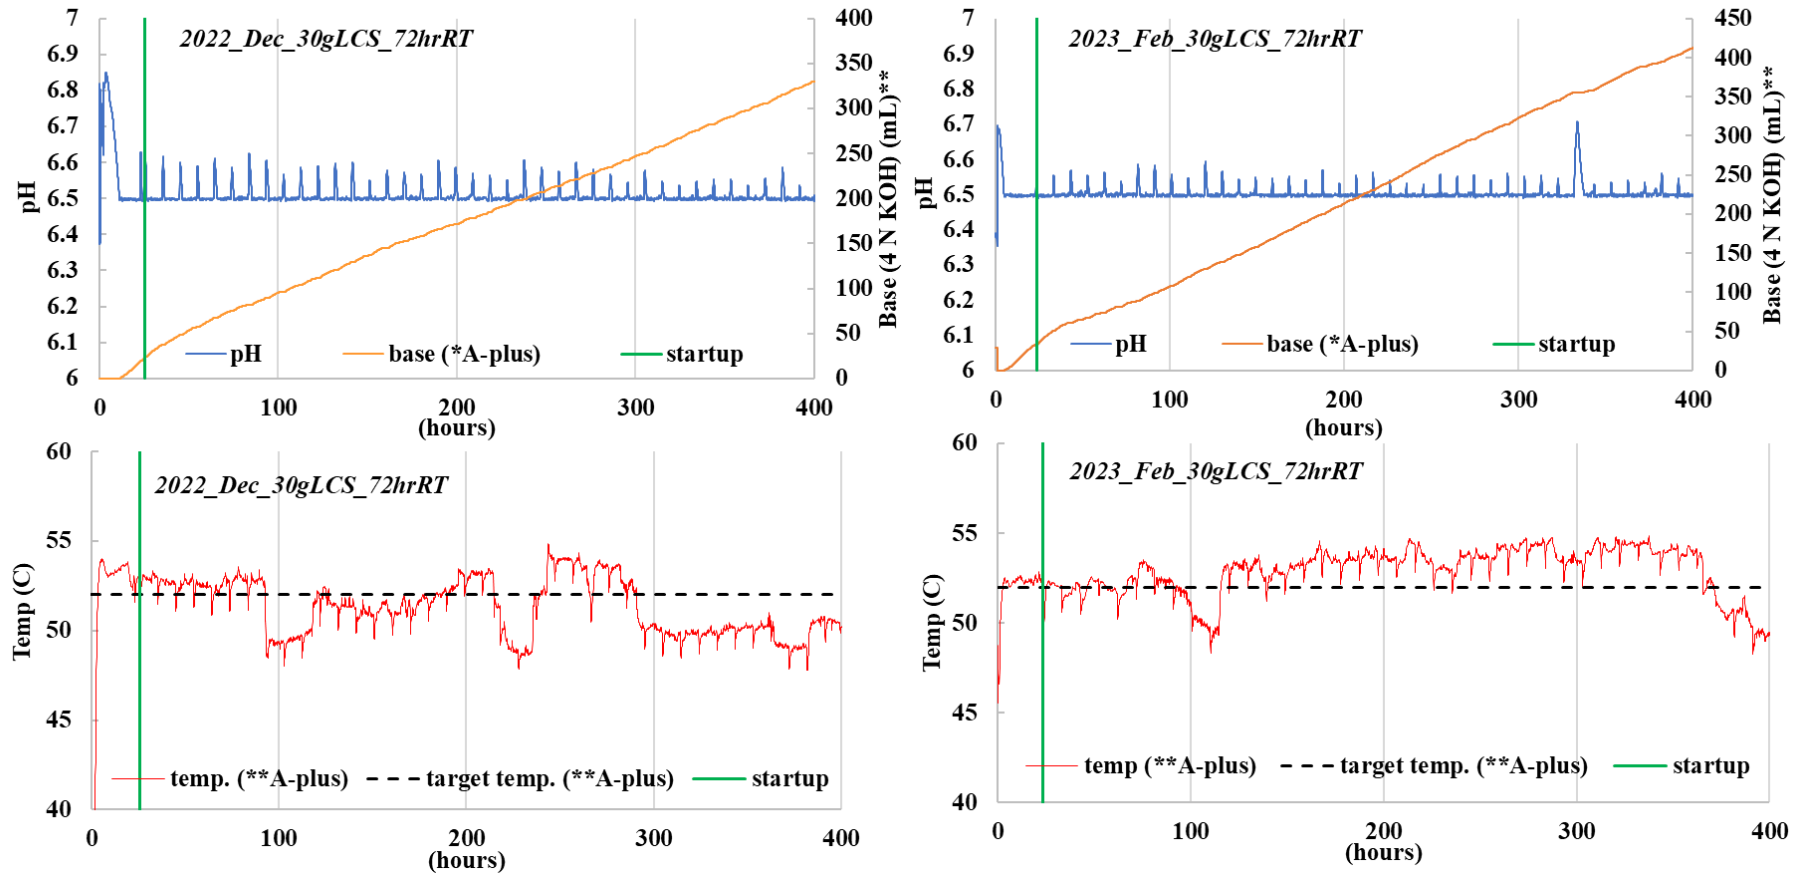 2022_Dec_30gLCS_72hrRT
7
6.9
6.8
6.7
6.6
6.5
6.4
6.3
6.2
6.1
6
pH
400
350
300
250
200
150
100
50
0
Base (4 N KOH) (mL)**
pH base (*A-plus) startup
0 100 200 300 400
(hours)
2023_Feb_30gLCS_72hrRT
7
6.9
6.8
6.7
6.6
6.5
6.4
6.3
6.2
6.1
6
pH
450
400
350
300
250
200
150
100
50
0
Base (4 N KOH) (mL)**
pH base (*A-plus) startup
0 100 200 300 400
(hours)
2022_Dec_30gLCS_72hrRT
60
55
50
45
40
Temp (C)
temp. (**A-plus) target temp. (**A-plus) startup
0 100 200 300 400
(hours)
2023_Feb_30gLCS_72hrRT
60
55
50
45
40
Temp (C)
temp (**A-plus) target temp. (**A-plus) startup
0 100 200 300 400
(hours)